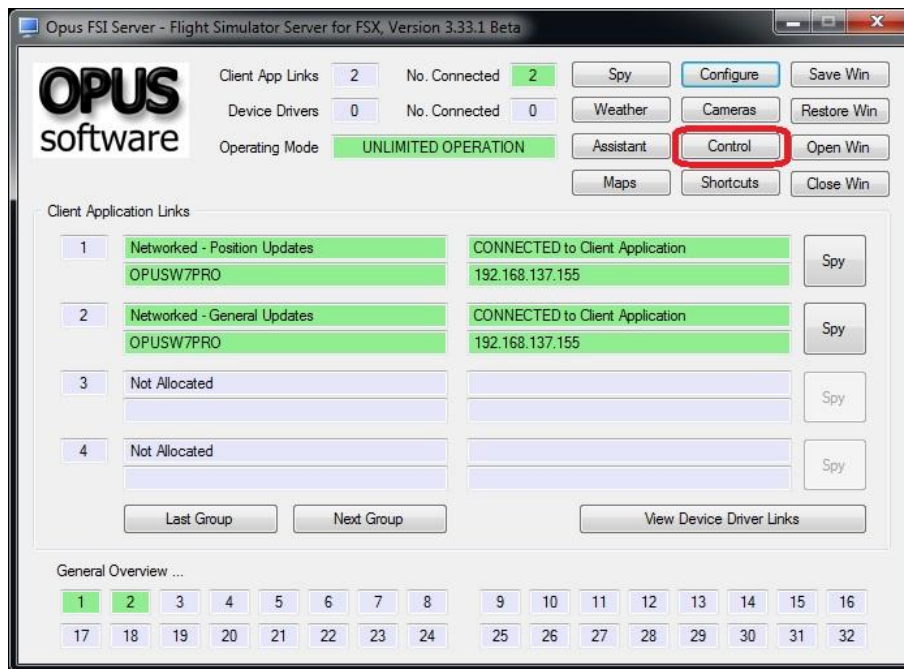 Opus FSI Server - Flight Simulator Server for FSX, Version 3.33.1 Beta
OPUS
software
Client App Links 2 No. Connected 2 Spy Configure Save Win
Device Drivers 0 No. Connected 0 Weather Cameras Restore Win
Operating Mode UNLIMITED OPERATION Assistant Control Open Win
Maps Shortcuts Close Win
Client Application Links
1 Networked - Position Updates CONNECTED to Client Application Spy
OPUSW7PRO 192.168.137.155
2 Networked - General Updates CONNECTED to Client Application Spy
OPUSW7PRO 192.168.137.155
3 Not Allocated Spy
4 Not Allocated Spy
Last Group Next Group View Device Driver Links
General Overview ...
1 2 3 4 5 6 7 8 9 10 11 12 13 14 15 16
17 18 19 20 21 22 23 24 25 26 27 28 29 30 31 32